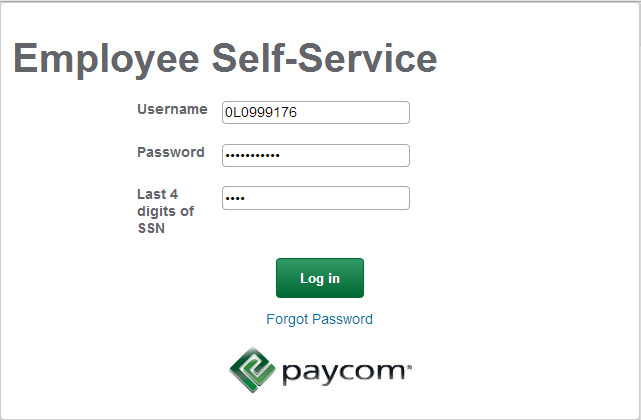 Employee Self-Service
Username 0L0999176
Password •••••••••••
Last 4
digits of
SSN
••••
Log in
Forgot Password
paycom